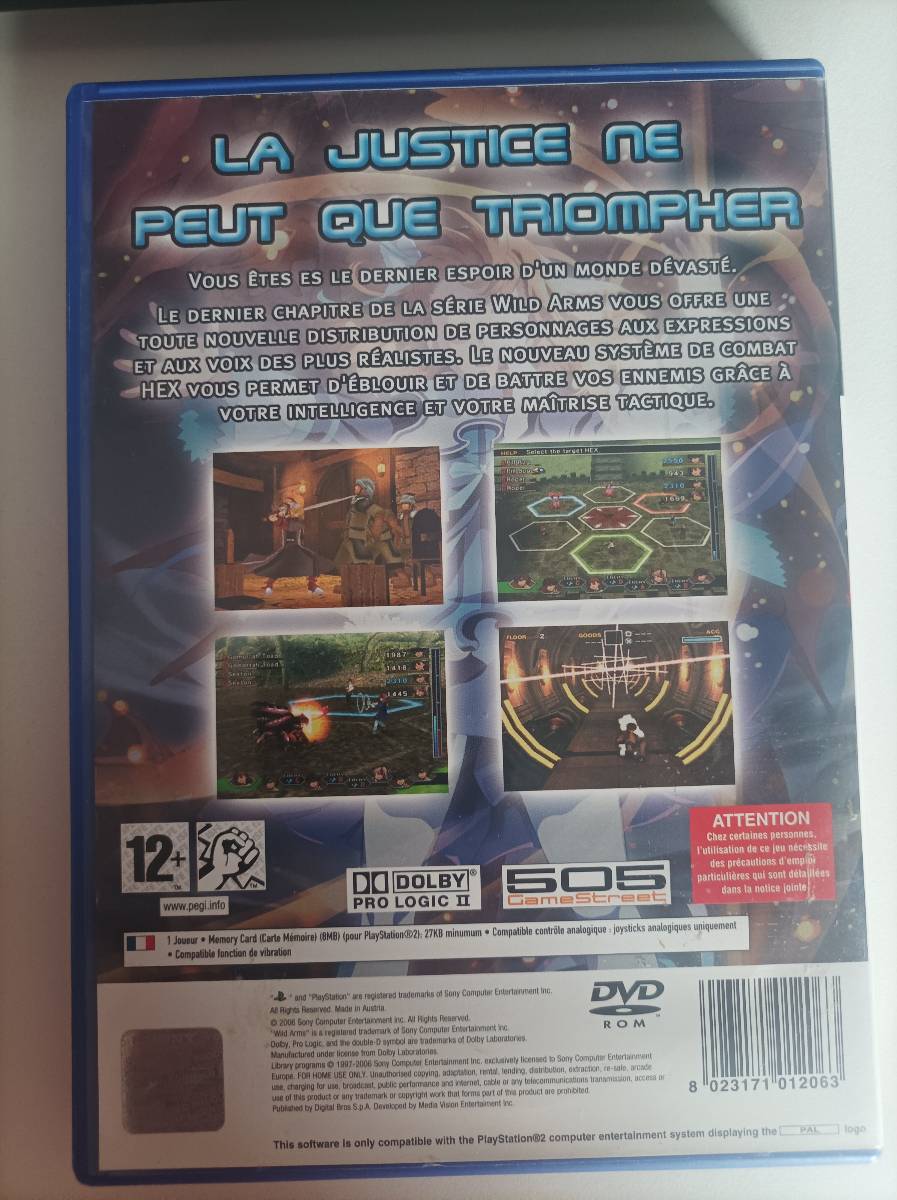 LA JUSTICE NE
PEUT QUE TRIOMPHER
VOUS ÊTES ES LE DERNIER ESPOIR D'UN MONDE DÉVASTÉ.
LE DERNIER CHAPITRE DE LA SÉRIE WILD ARMS VOUS OFFRE UNE
TOUTE NOUVELLE DISTRIBUTION DE PERSONNAGES AUX EXPRESSIONS
ET AUX VOIX DES PLUS RÉALISTES. LE NOUVEAU SYSTÈME DE COMBAT
HEX VOUS PERMET D'ÉBLOUIR ET DE BATTRE VOS ENNEMIS GRÂCE À
VOTRE INTELLIGENCE ET VOTRE MAÎTRISE TACTIQUE.
HELP Select the target HEX
2310
1669
1987
1418
2310
1445
FLOOR 2 GOODS ACC
12+
www.pegi.info
DOLBY®
PRO LOGIC II
505
GameStreet
ATTENTION
Chez certaines personnes,
l'utilisation de ce jeu nécessite
des précautions d'emploi
particulières qui sont détaillées
dans la notice jointe
1 Joueur • Memory Card (Carte Mémoire) (8MB) (pour PlayStation®2): 27KB minumum • Compatible contrôle analogique : joysticks analogiques uniquement
• Compatible fonction de vibration
" " and "PlayStation" are registered trademarks of Sony Computer Entertainment Inc.
All Rights Reserved. Made in Austria.
© 2006 Sony Computer Entertainment Inc. All Rights Reserved.
"Wild Arms" is a registered trademark of Sony Computer Entertainment Inc.
Dolby, Pro Logic, and the double-D symbol are trademarks of Dolby Laboratories.
Manufactured under license from Dolby Laboratories.
Library programs © 1997-2006 Sony Computer Entertainment Inc. exclusively licensed to Sony Computer Entertainment
Europe. FOR HOME USE ONLY. Unauthorised copying, adaptation, rental, lending, distribution, extraction, re-sale, arcade
use, charging for use, broadcast, public performance and internet, cable or any telecommunications transmission, access or
use of this product or any trademark or copyright work that forms part of this product are prohibited.
Published by Digital Bros S.p.A. Developed by Media Vision Entertainment Inc.
DVD
ROM
8 023171 012063
This software is only compatible with the PlayStation®2 computer entertainment system displaying the PAL logo